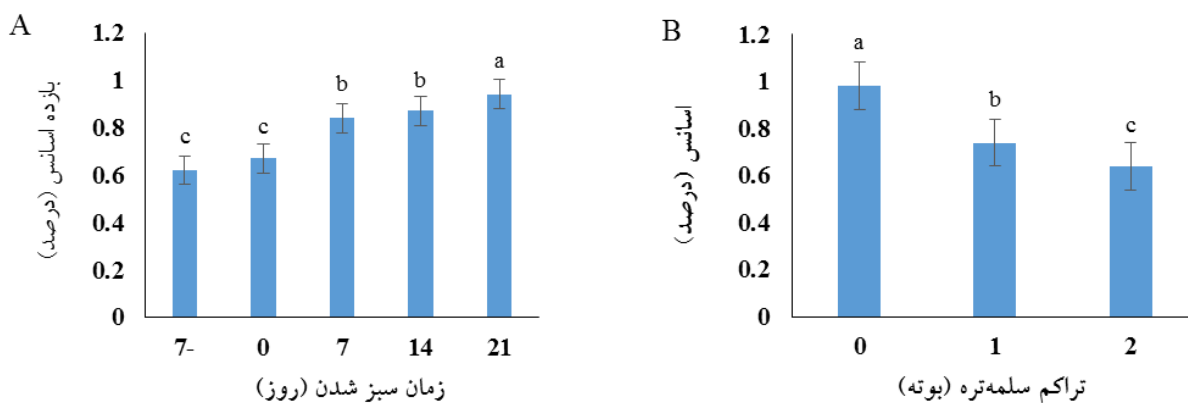 A
بازده اسانس (درصد)
1.2
1
0.8
0.6
0.4
0.2
0
c
c
b
b
a
7-
0
7
14
21
زمان سبز شدن (روز)
B
اسانس (درصد)
1.2
1
0.8
0.6
0.4
0.2
0
a
b
c
0
1
2
تراکم سلمه‌تره (بوته)